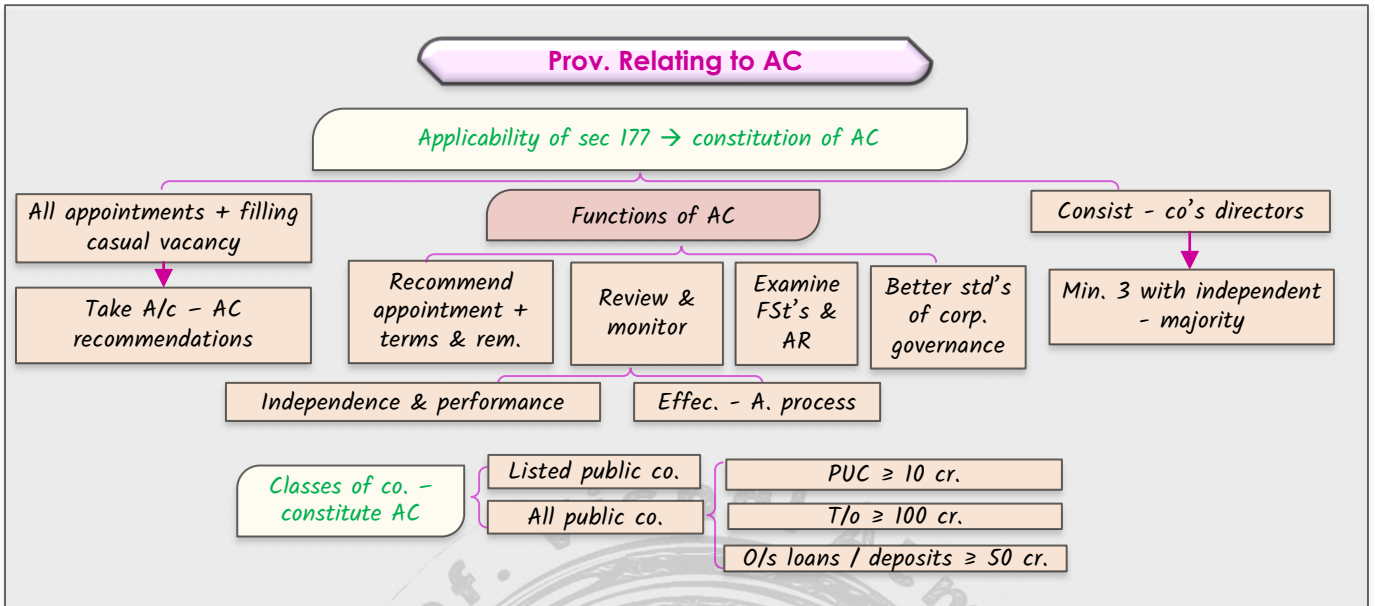 Prov. Relating to AC
Applicability of sec 177 → constitution of AC
All appointments + filling
casual vacancy
Take A/c – AC
recommendations
Functions of AC
Recommend
appointment +
terms & rem.
Review &
monitor
Examine
FSt's &
AR
Better std's
of corp.
governance
Independence & performance
Effec. - A. process
Consist - co's directors
Min. 3 with independent
- majority
Classes of co. –
constitute AC
Listed public co.
All public co.
PUC ≥ 10 cr.
T/o ≥ 100 cr.
O/s loans / deposits ≥ 50 cr.